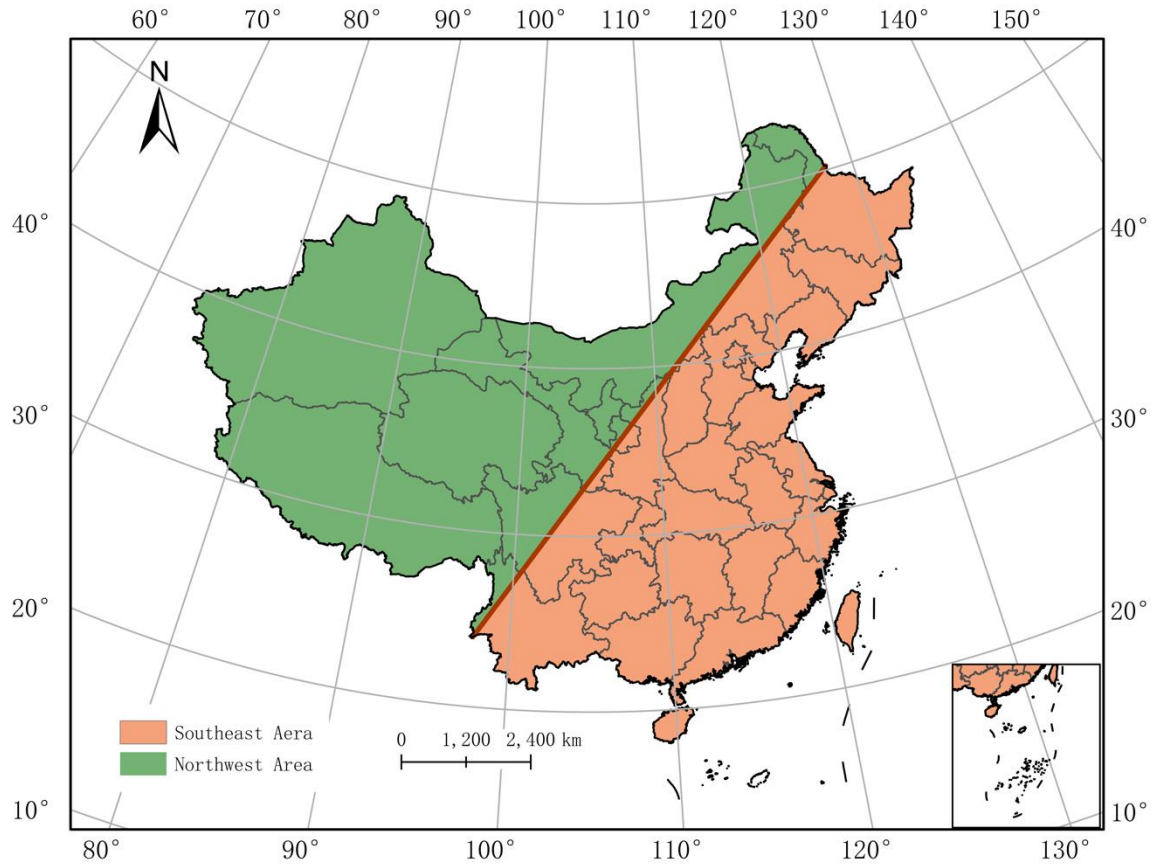 60° 70° 80° 90° 100° 110° 120° 130° 140° 150°
N
40° 40°
30° 30°
20° 20°
Southeast Aera
Northwest Area
0 1,200 2,400 km
10° 10°
80° 90° 100° 110° 120° 130°